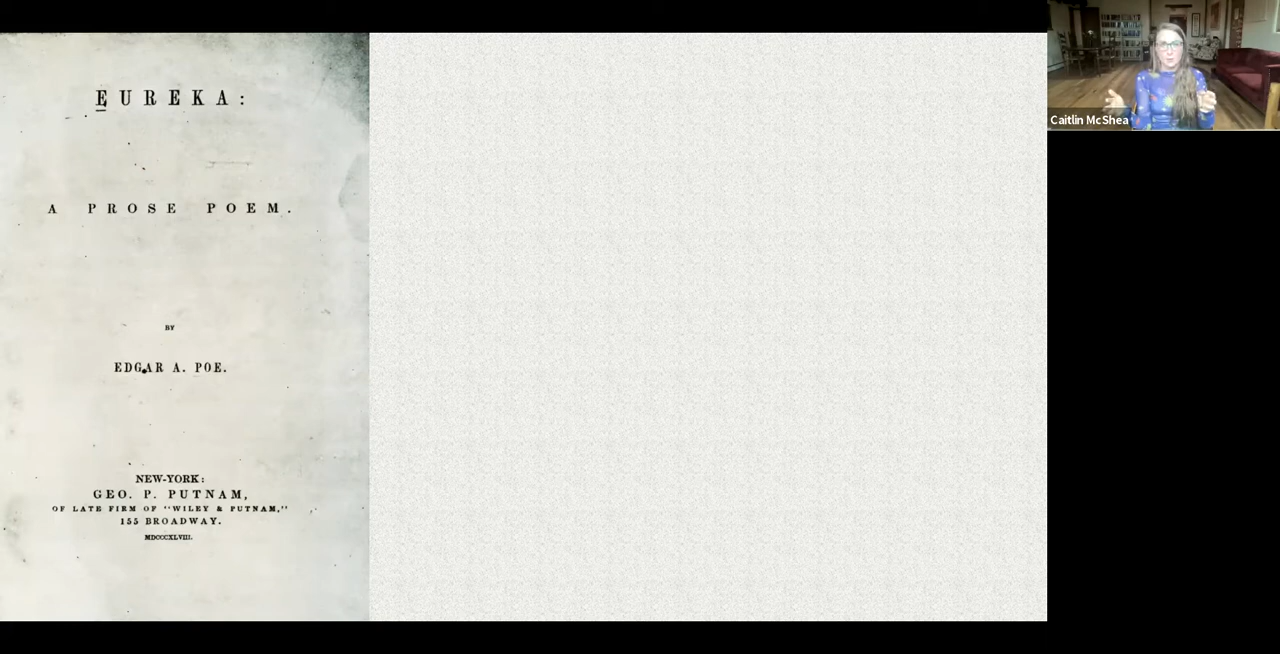 EUREKA:
A PROSE POEM.
BY
EDGAR A. POE.
NEW-YORK:
GEO. P. PUTNAM,
OF LATE FIRM OF "WILEY & PUTNAM,"
155 BROADWAY.
MDCCCXLVIII.
Caitlin McShea